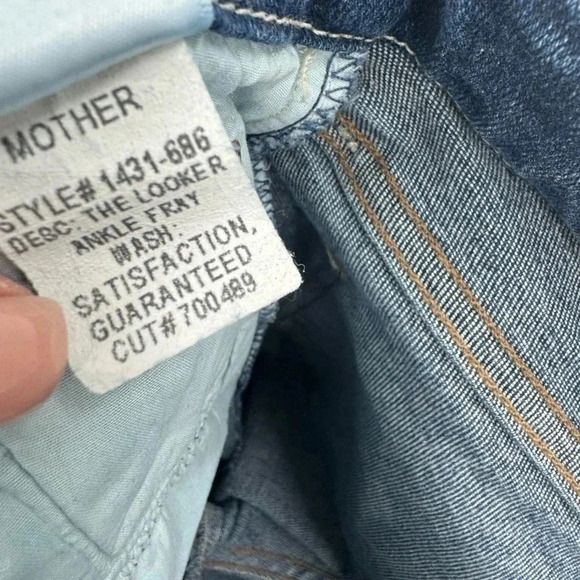 MOTHER
STYLE# 1431-686
DESC: THE LOOKER
ANKLE FRAY
WASH:
SATISFACTION,
GUARANTEED
CUT# 700489